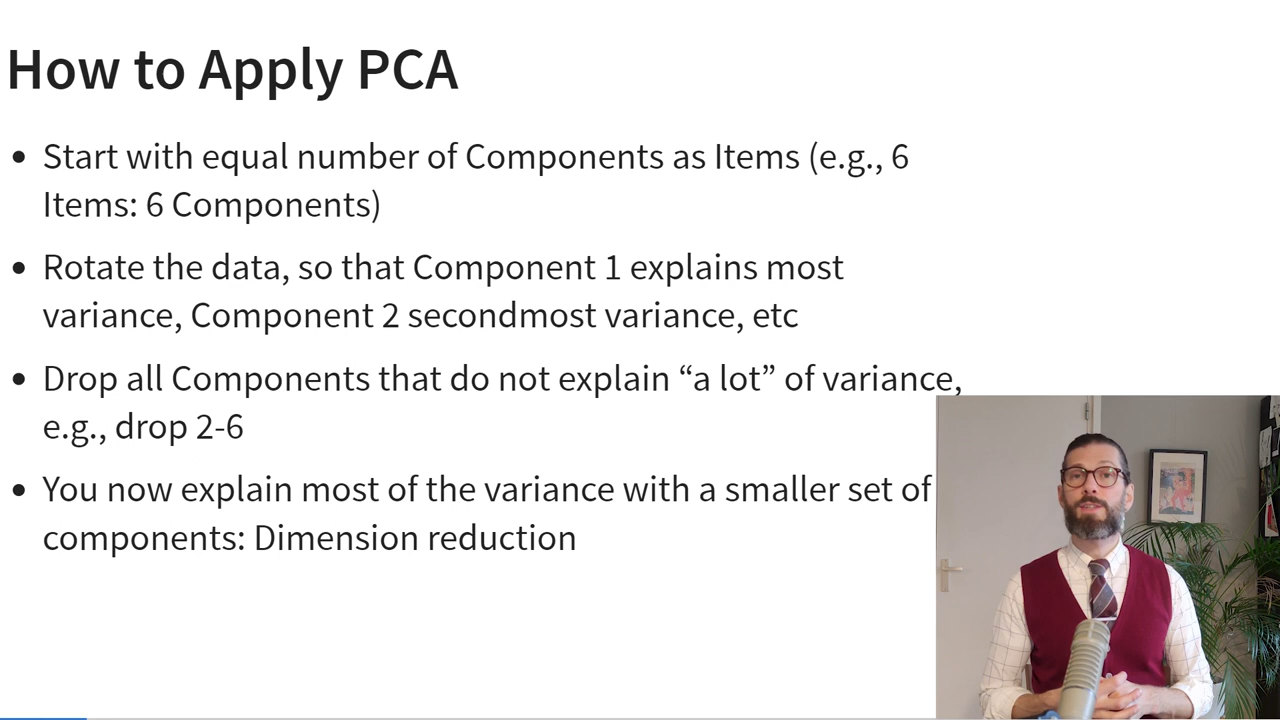 How to Apply PCA
• Start with equal number of Components as Items (e.g., 6
Items: 6 Components)
• Rotate the data, so that Component 1 explains most
variance, Component 2 secondmost variance, etc
• Drop all Components that do not explain “a lot” of variance,
e.g., drop 2-6
• You now explain most of the variance with a smaller set of
components: Dimension reduction